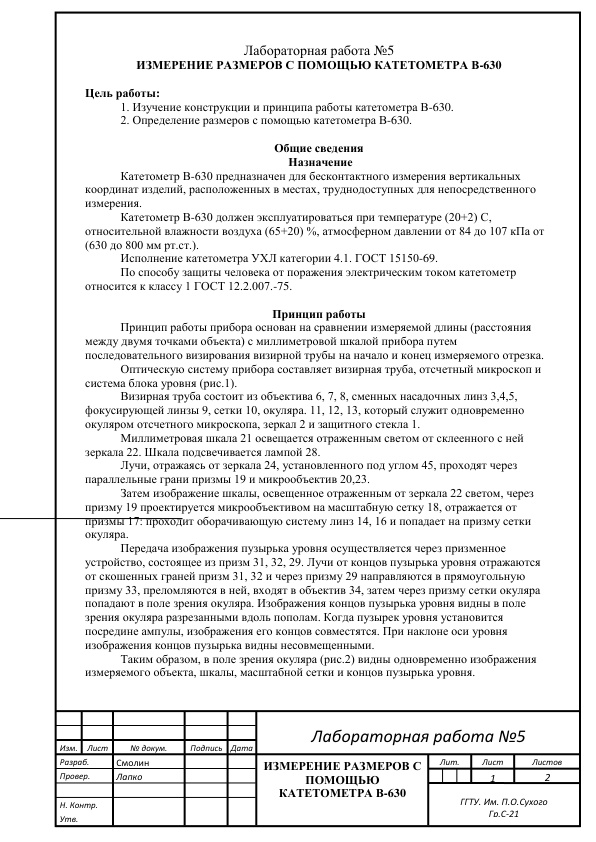 Лабораторная работа №5
ИЗМЕРЕНИЕ РАЗМЕРОВ С ПОМОЩЬЮ КАТЕТОМЕТРА В-630
Цель работы:
1. Изучение конструкции и принципа работы катетометра В-630.
2. Определение размеров с помощью катетометра В-630.
Общие сведения
Назначение
Катетометр В-630 предназначен для бесконтактного измерения вертикальных
координат изделий, расположенных в местах, труднодоступных для непосредственного
измерения.
Катетометр В-630 должен эксплуатироваться при температуре (20+2) С,
относительной влажности воздуха (65+20) %, атмосферном давлении от 84 до 107 кПа от
(630 до 800 мм рт.ст.).
Исполнение катетометра УХЛ категории 4.1. ГОСТ 15150-69.
По способу защиты человека от поражения электрическим током катетометр
относится к классу 1 ГОСТ 12.2.007.-75.
Принцип работы
Принцип работы прибора основан на сравнении измеряемой длины (расстояния
между двумя точками объекта) с миллиметровой шкалой прибора путем
последовательного визирования визирной трубы на начало и конец измеряемого отрезка.
Оптическую систему прибора составляет визирная труба, отсчетный микроскоп и
система блока уровня (рис.1).
Визирная труба состоит из объектива 6, 7, 8, сменных насадочных линз 3,4,5,
фокусирующей линзы 9, сетки 10, окуляра. 11, 12, 13, который служит одновременно
окуляром отсчетного микроскопа, зеркал 2 и защитного стекла 1.
Миллиметровая шкала 21 освещается отраженным светом от склеенного с ней
зеркала 22. Шкала подсвечивается лампой 28.
Лучи, отражаясь от зеркала 24, установленного под углом 45, проходят через
параллельные грани призмы 19 и микрообъектив 20,23.
Затем изображение шкалы, освещенное отраженным от зеркала 22 светом, через
призму 19 проектируется микрообъективом на масштабную сетку 18, отражается от
призмы 17: проходит оборачивающую систему линз 14, 16 и попадает на призму сетки
окуляра.
Передача изображения пузырька уровня осуществляется через призменное
устройство, состоящее из призм 31, 32, 29. Лучи от концов пузырька уровня отражаются
от скошенных граней призм 31, 32 и через призму 29 направляются в прямоугольную
призму 33, преломляются в ней, входят в объектив 34, затем через призму сетки окуляра
попадают в поле зрения окуляра. Изображения концов пузырька уровня видны в поле
зрения окуляра разрезанными вдоль пополам. Когда пузырек уровня установится
посредине ампулы, изображения его концов совместятся. При наклоне оси уровня
изображения концов пузырька видны несовмещенными.
Таким образом, в поле зрения окуляра (рис.2) видны одновременно изображения
измеряемого объекта, шкалы, масштабной сетки и концов пузырька уровня.
Лабораторная работа №5
Изм. Лист № докум. Подпись Дата
Разраб. Смолин
Провер. Лапко
Н. Контр.
Утв.
ИЗМЕРЕНИЕ РАЗМЕРОВ С
ПОМОЩЬЮ
КАТЕТОМЕТРА В-630
Лит. Лист Листов
1 2
ГГТУ. Им. П.О.Сухого
Гр.С-21